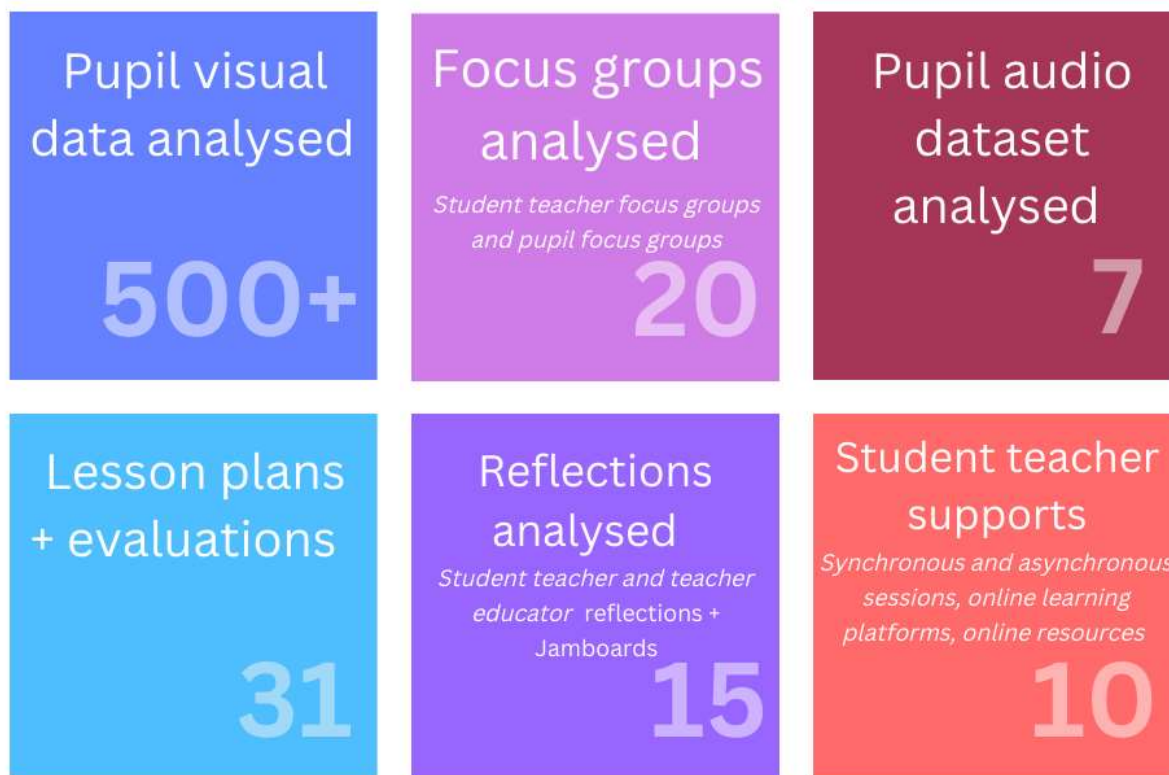 Pupil visual
data analysed
500+
Focus groups
analysed
Student teacher focus groups
and pupil focus groups
20
Pupil audio
dataset
analysed
7
Lesson plans
+ evaluations
31
Reflections
analysed
Student teacher and teacher
educator reflections +
Jamboards
15
Student teacher
supports
Synchronous and asynchronous
sessions, online learning
platforms, online resources
10